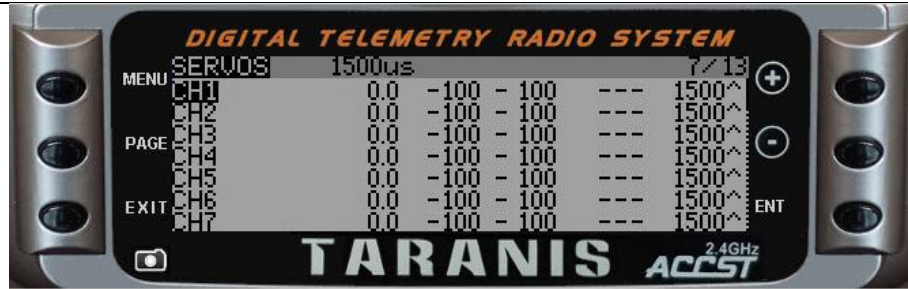 DIGITAL TELEMETRY RADIO SYSTEM
MENU
SERVOS 1500us 7/13
CH1 0.0 -100 - 100 --- 1500^
CH2 0.0 -100 - 100 --- 1500^
PAGE
CH3 0.0 -100 - 100 --- 1500^
CH4 0.0 -100 - 100 --- 1500^
CH5 0.0 -100 - 100 --- 1500^
EXIT
CH6 0.0 -100 - 100 --- 1500^
ENT
CH7 0.0 -100 - 100 --- 1500^
+
-
TARANIS
2.4GHz
ACCST